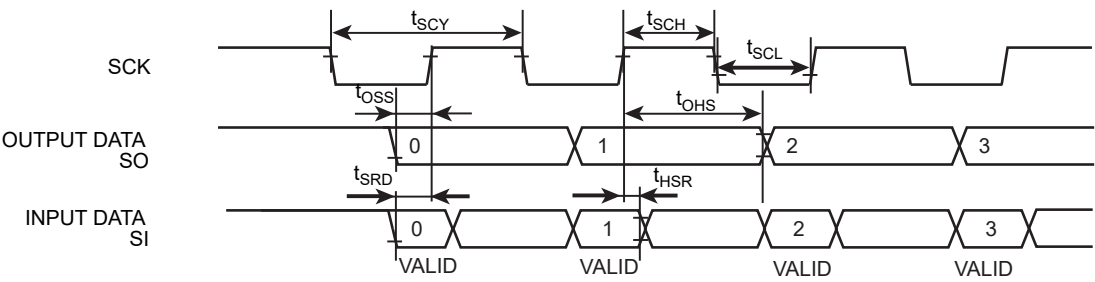 tSCY
tSCH
tSCL
SCK
tOSS
tOHS
OUTPUT DATA
SO
0
1
2
3
tSRD
tHSR
INPUT DATA
SI
0
1
2
3
VALID
VALID
VALID
VALID